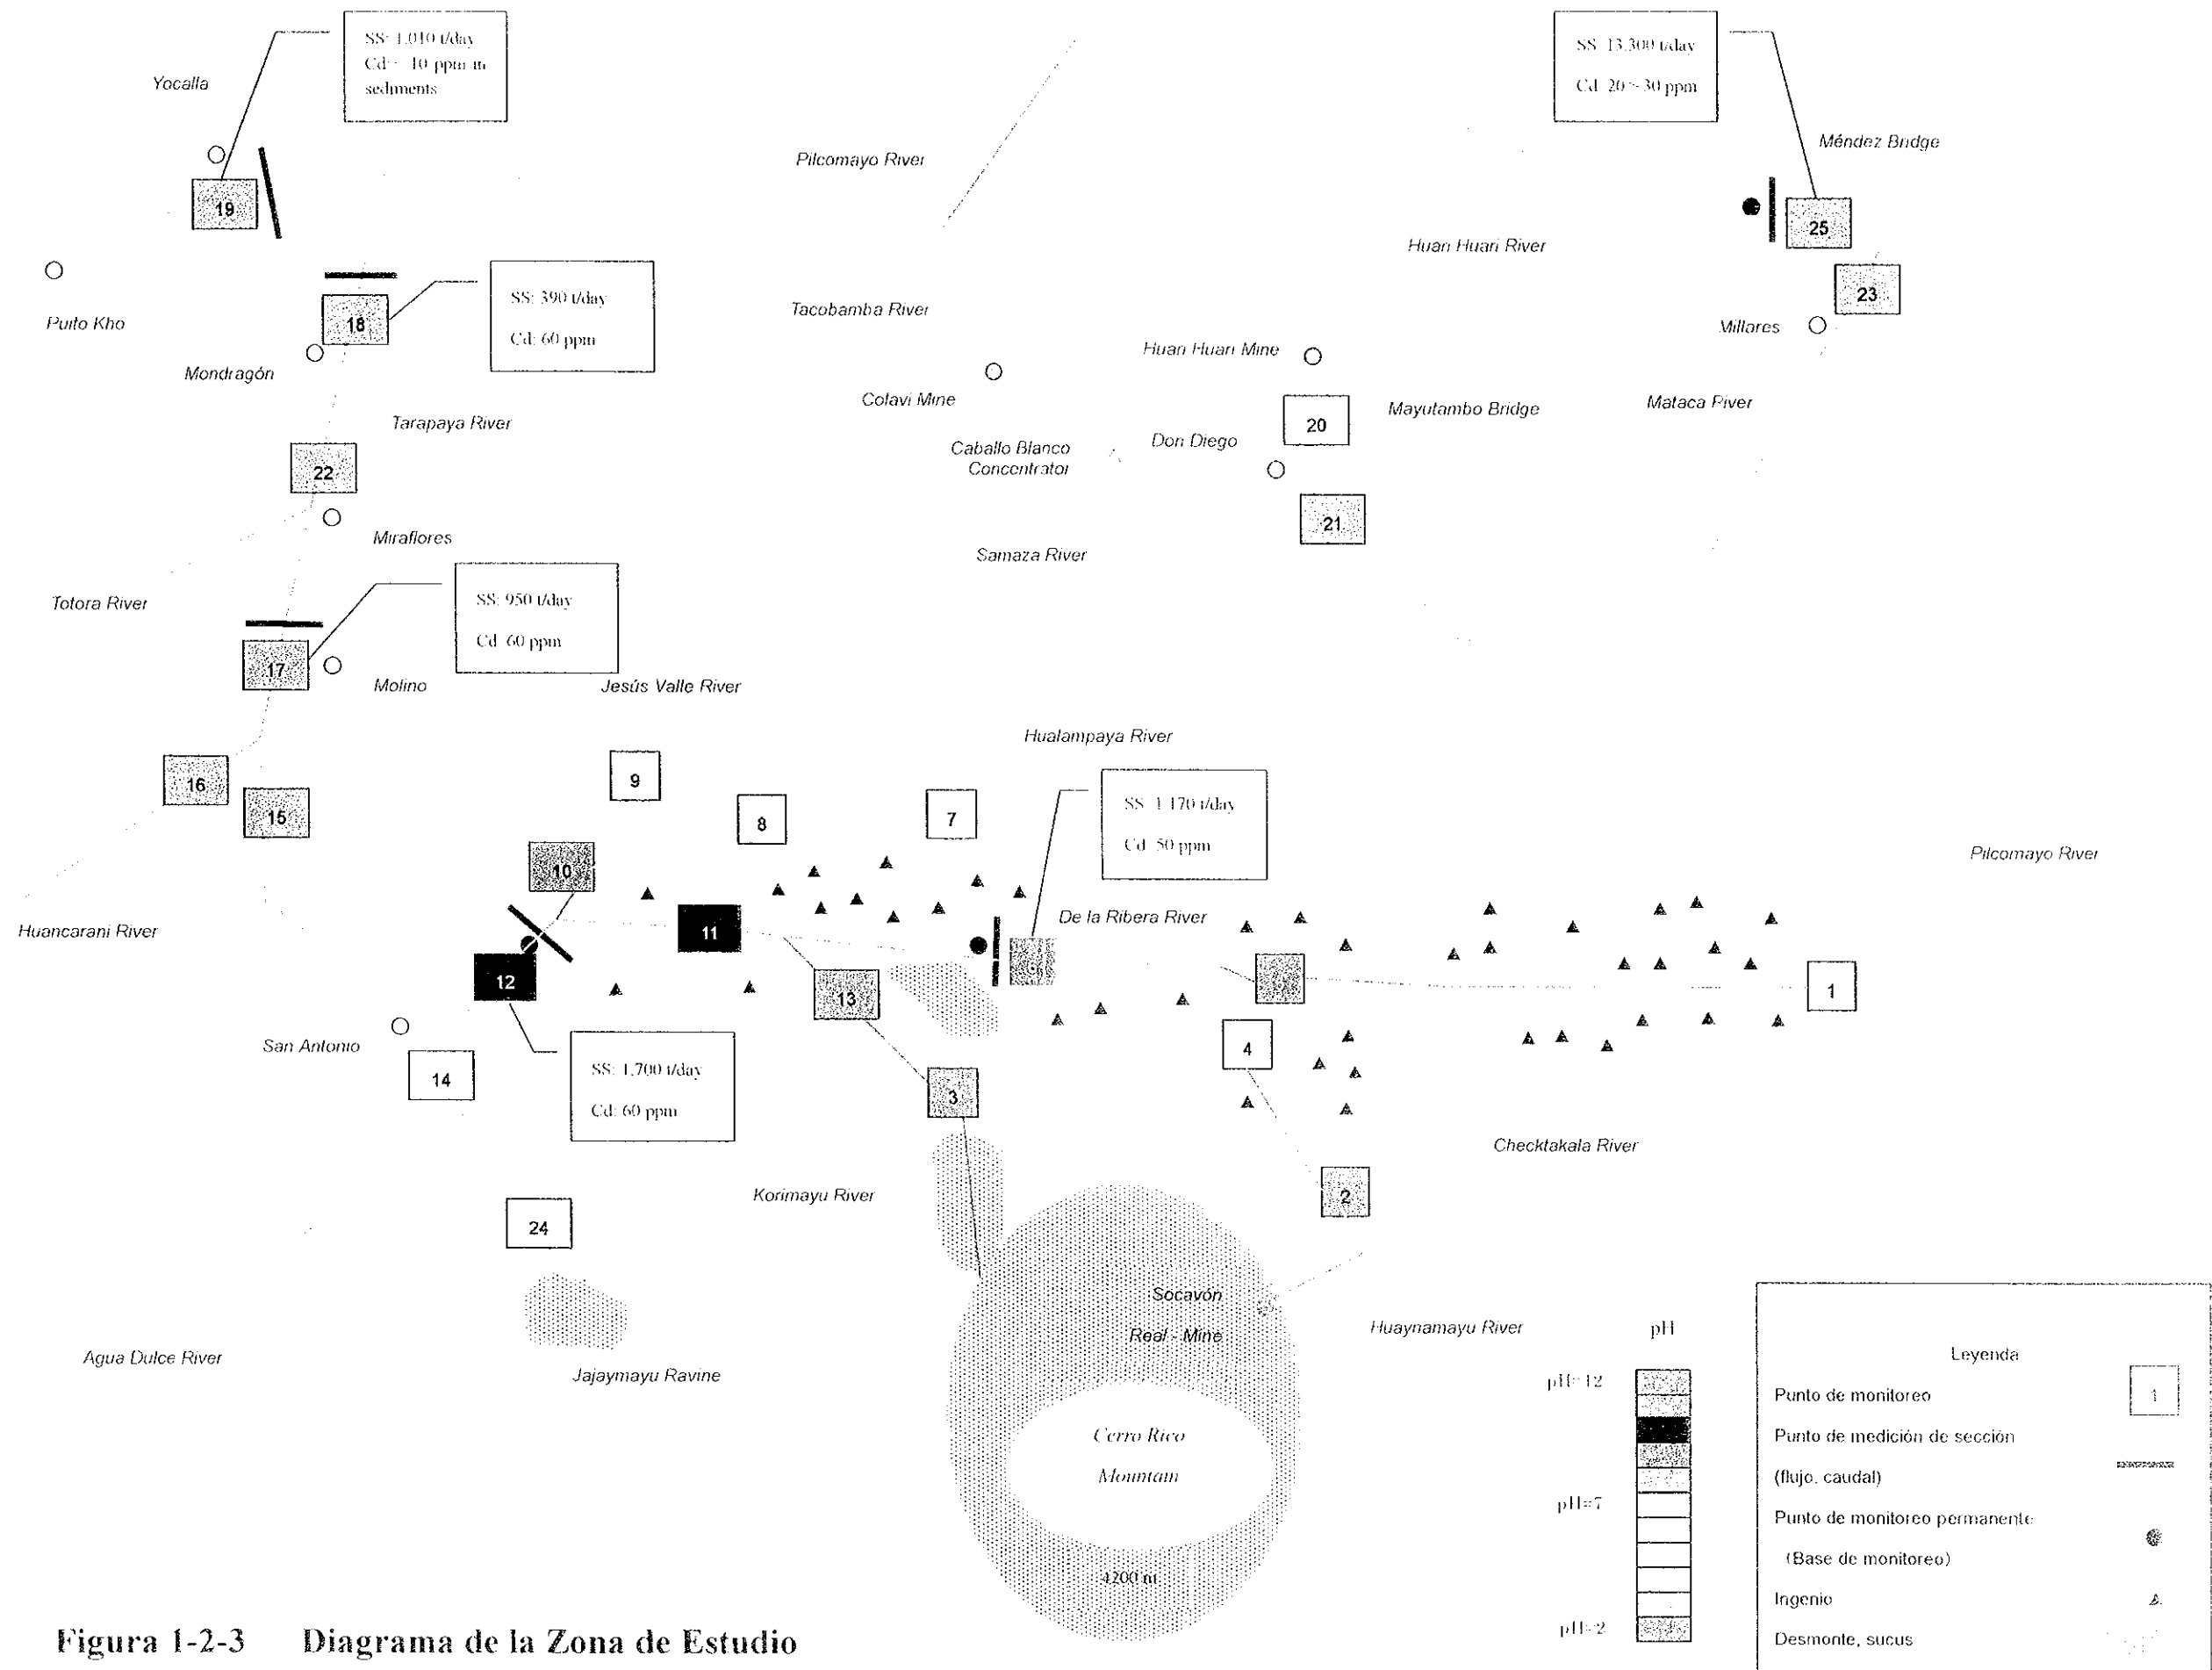 SS: 1.010 t/day
Cd: ~ 10 ppm in
sediments
SS: 13.300 t/day
Cd: 20 ~ 30 ppm
Yocalla
Méndez Bridge
Pilcomayo River
19
25
Huari Huari River
23
Puito Kho
18
SS: 390 t/day
Cd: 60 ppm
Tacobamba River
Millares
Mondragón
Huari Huari Mine
Colavi Mine
Mayutambo Bridge
Mataca River
Tarapaya River
20
Caballo Blanco
Concentrator
Don Diego
22
21
Miraflores
Samaza River
Totora River
SS: 950 t/day
Cd: 60 ppm
17
Molino
Jesús Valle River
Hualampaya River
16
15
9
8
7
SS: 1.170 t/day
Cd: 50 ppm
Pilcomayo River
10
Huancarani River
11
De la Ribera River
12
13
1
San Antonio
14
SS: 1.700 t/day
Cd: 60 ppm
4
3
Checktakala River
24
Korimayu River
2
Socavón
Real - Mine
Huaynamayu River
Agua Dulce River
Jajaymayu Ravine
Cerro Rico
Mountain
4200 m
pH
pH=12
pH=7
pH=2
Leyenda
Punto de monitoreo
1
Punto de medición de sección
(flujo, caudal)
Punto de monitoreo permanente
(Base de monitoreo)
Ingenio
Desmonte, sucus
Figura 1-2-3 Diagrama de la Zona de Estudio